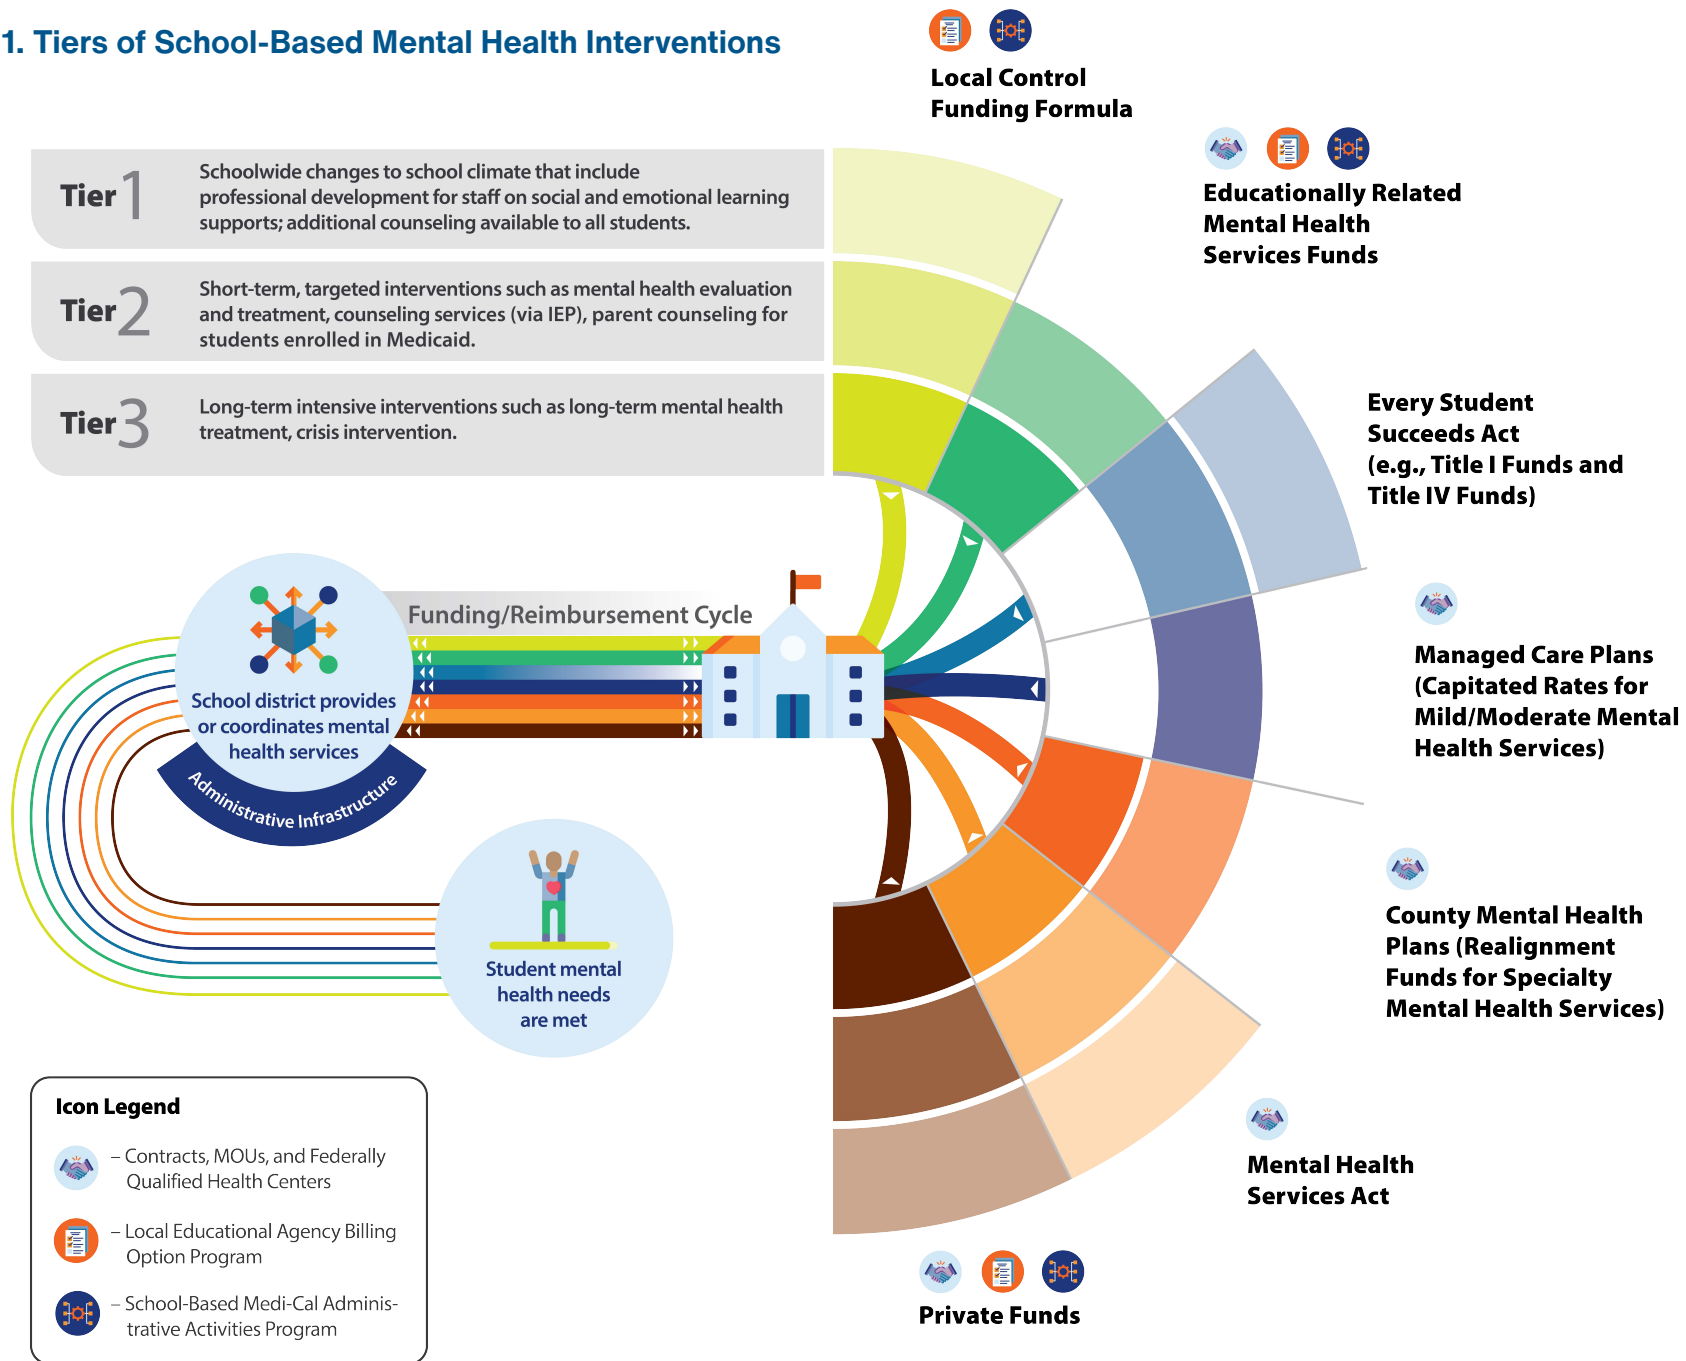 1. Tiers of School-Based Mental Health Interventions
Local Control
Funding Formula
Educationally Related
Mental Health
Services Funds
Tier 1
Schoolwide changes to school climate that include
professional development for staff on social and emotional learning
supports; additional counseling available to all students.
Tier 2
Short-term, targeted interventions such as mental health evaluation
and treatment, counseling services (via IEP), parent counseling for
students enrolled in Medicaid.
Tier 3
Long-term intensive interventions such as long-term mental health
treatment, crisis intervention.
Every Student
Succeeds Act
(e.g., Title I Funds and
Title IV Funds)
Funding/Reimbursement Cycle
School district provides
or coordinates mental
health services
Administrative Infrastructure
Managed Care Plans
(Capitated Rates for
Mild/Moderate Mental
Health Services)
Student mental
health needs
are met
County Mental Health
Plans (Realignment
Funds for Specialty
Mental Health Services)
Mental Health
Services Act
Private Funds
Icon Legend
– Contracts, MOUs, and Federally
Qualified Health Centers
– Local Educational Agency Billing
Option Program
– School-Based Medi-Cal Adminis-
trative Activities Program